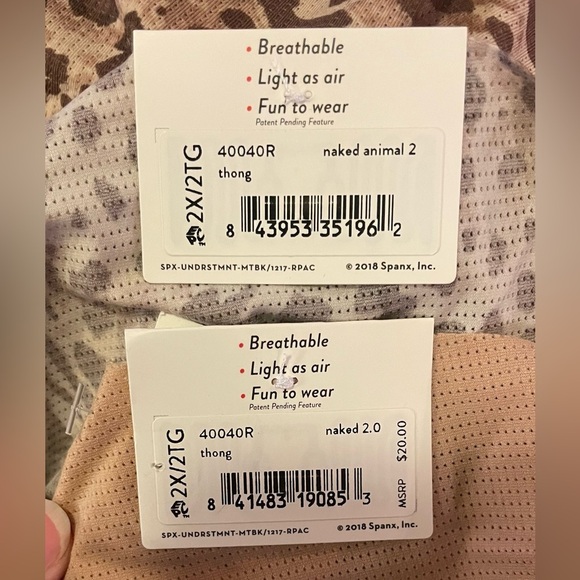 • Breathable
• Light as air
• Fun to wear
Patent Pending Feature
2X/2TG
40040R naked animal 2
thong
8 43953 35196 2
SPX-UNDRSTMNT-MTBK/1217-RPAC © 2018 Spanx, Inc.
• Breathable
• Light as air
• Fun to wear
Patent Pending Feature
2X/2TG
40040R naked 2.0
thong
8 41483 19085 3
MSRP $20.00
SPX-UNDRSTMNT-MTBK/1217-RPAC © 2018 Spanx, Inc.